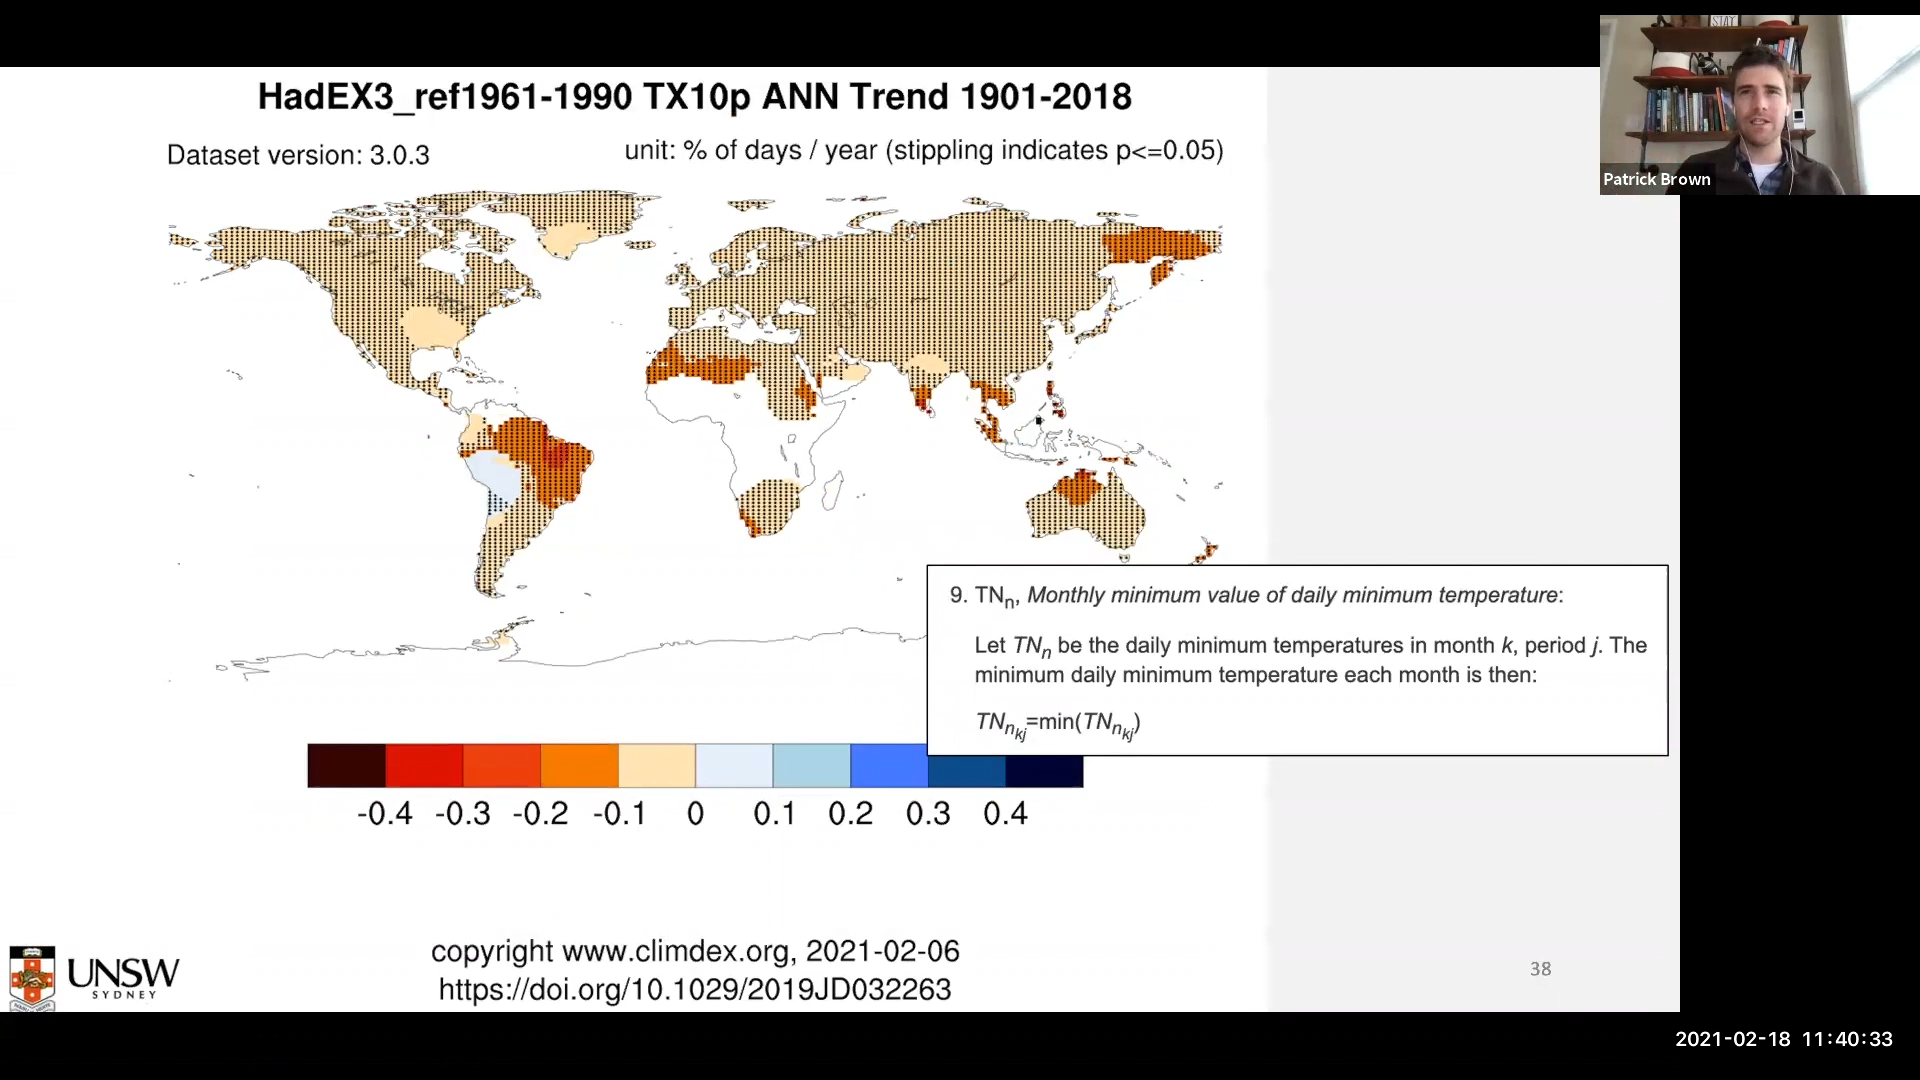 STAY
Patrick Brown
HadEX3_ref1961-1990 TX10p ANN Trend 1901-2018
Dataset version: 3.0.3
unit: % of days / year (stippling indicates p<=0.05)
9. TNn, Monthly minimum value of daily minimum temperature:
Let TNn be the daily minimum temperatures in month k, period j. The
minimum daily minimum temperature each month is then:
TNnkj=min(TNnkj)
-0.4 -0.3 -0.2 -0.1 0 0.1 0.2 0.3 0.4
copyright www.climdex.org, 2021-02-06
https://doi.org/10.1029/2019JD032263
UNSW
SYDNEY
38
2021-02-18 11:40:33